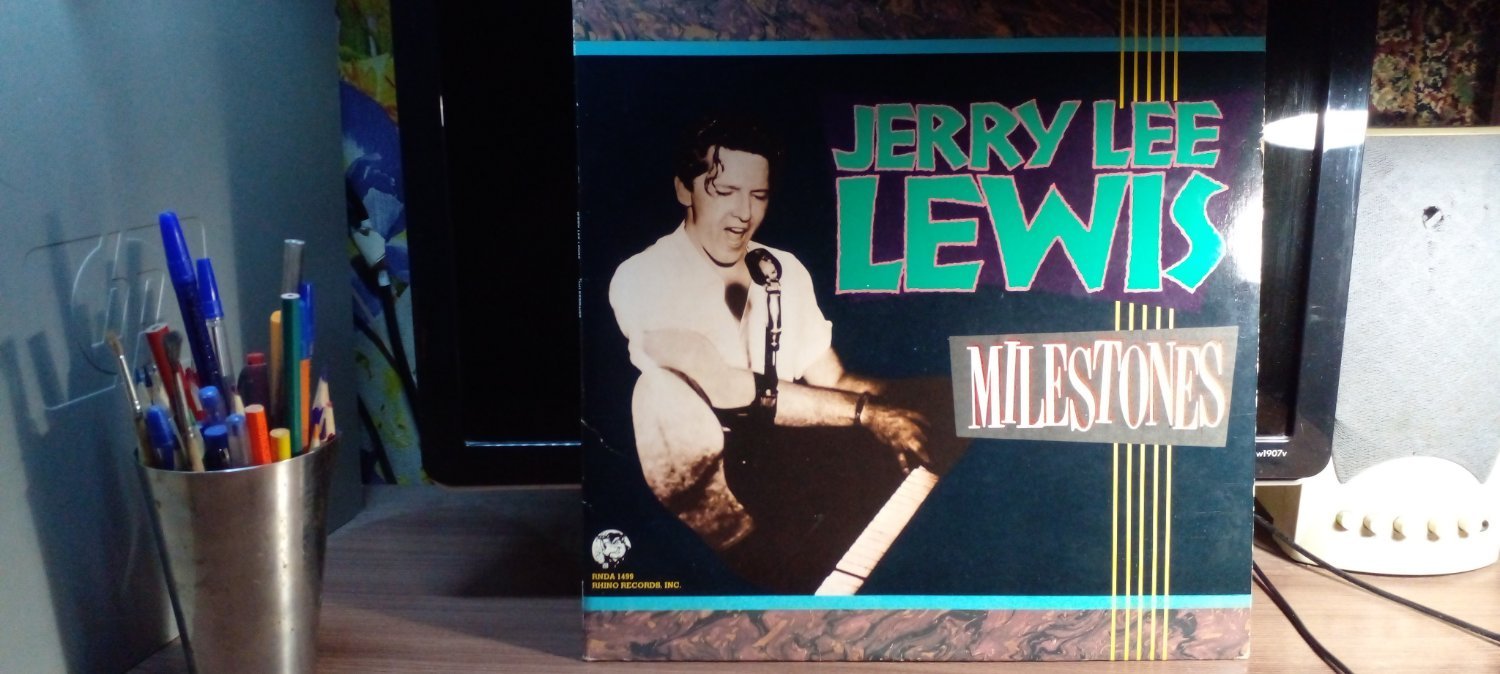 JERRY LEE
LEWIS
MILESTONES
RNDA 1499
RHINO RECORDS, INC.
w1907v